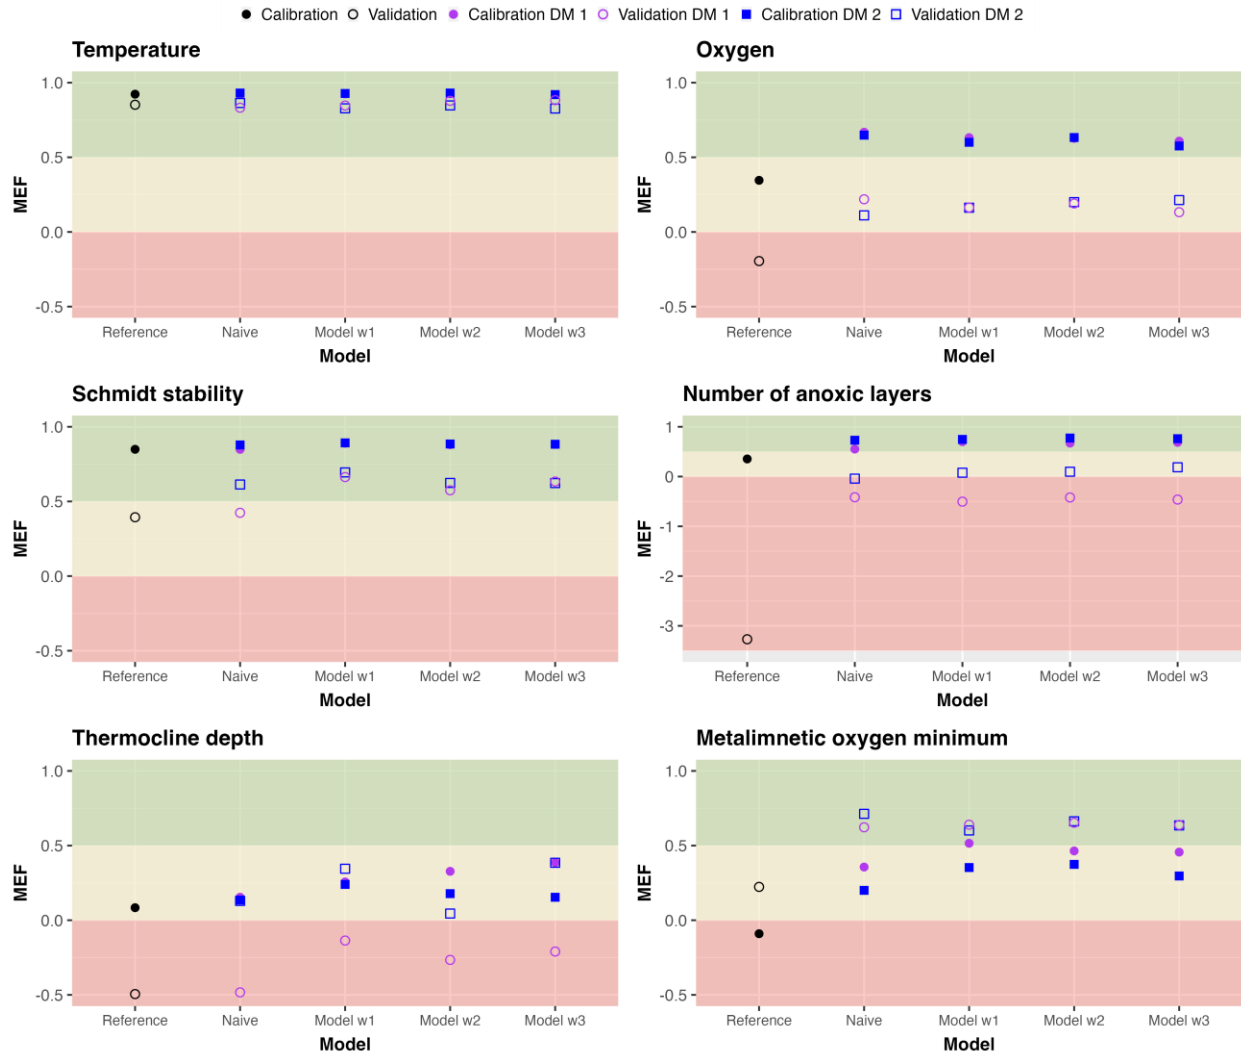 Calibration Validation Calibration DM 1 Validation DM 1 Calibration DM 2 Validation DM 2
Temperature
1.0
0.5
0.0
-0.5
MEF
Reference Naive Model w1 Model w2 Model w3
Model
Oxygen
1.0
0.5
0.0
-0.5
MEF
Reference Naive Model w1 Model w2 Model w3
Model
Schmidt stability
1.0
0.5
0.0
-0.5
MEF
Reference Naive Model w1 Model w2 Model w3
Model
Number of anoxic layers
1
0
-1
-2
-3
MEF
Reference Naive Model w1 Model w2 Model w3
Model
Thermocline depth
1.0
0.5
0.0
-0.5
MEF
Reference Naive Model w1 Model w2 Model w3
Model
Metalimnetic oxygen minimum
1.0
0.5
0.0
-0.5
MEF
Reference Naive Model w1 Model w2 Model w3
Model